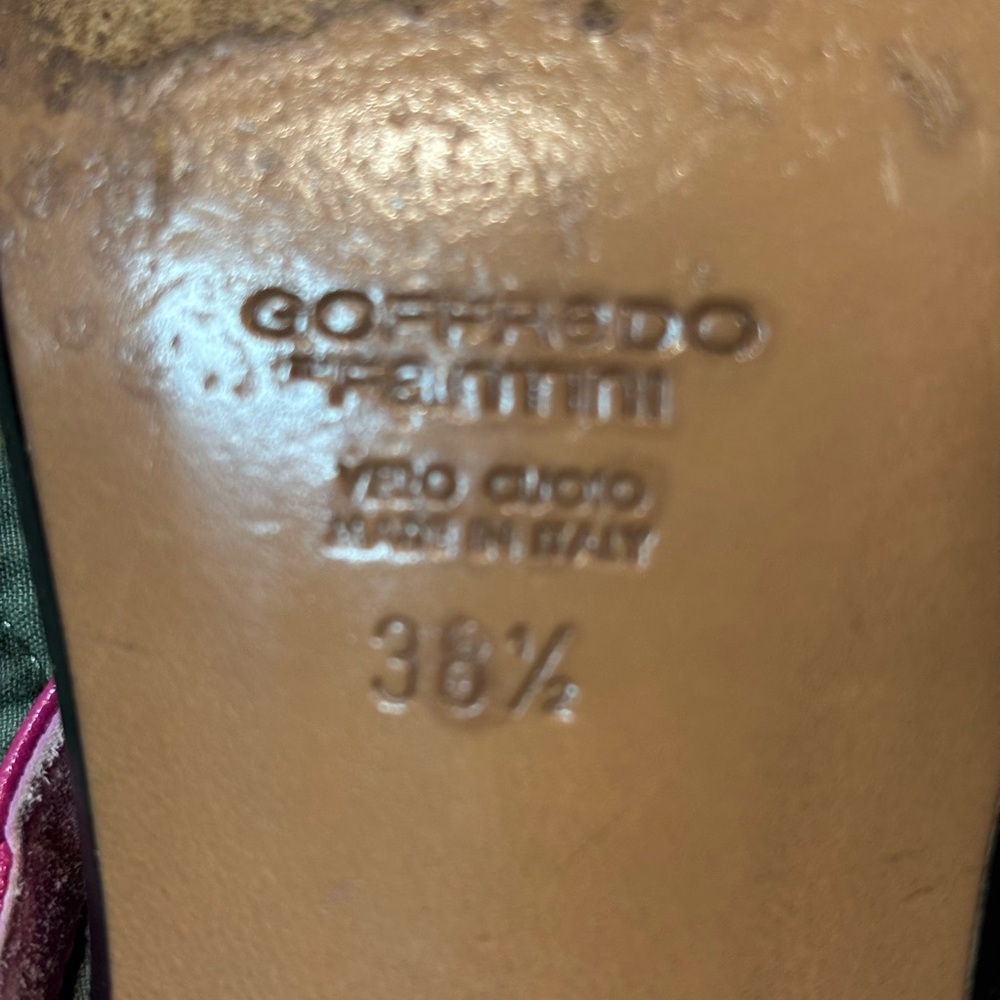 GOFFREDO
Fantini
VERO CUOIO
MADE IN ITALY
38½